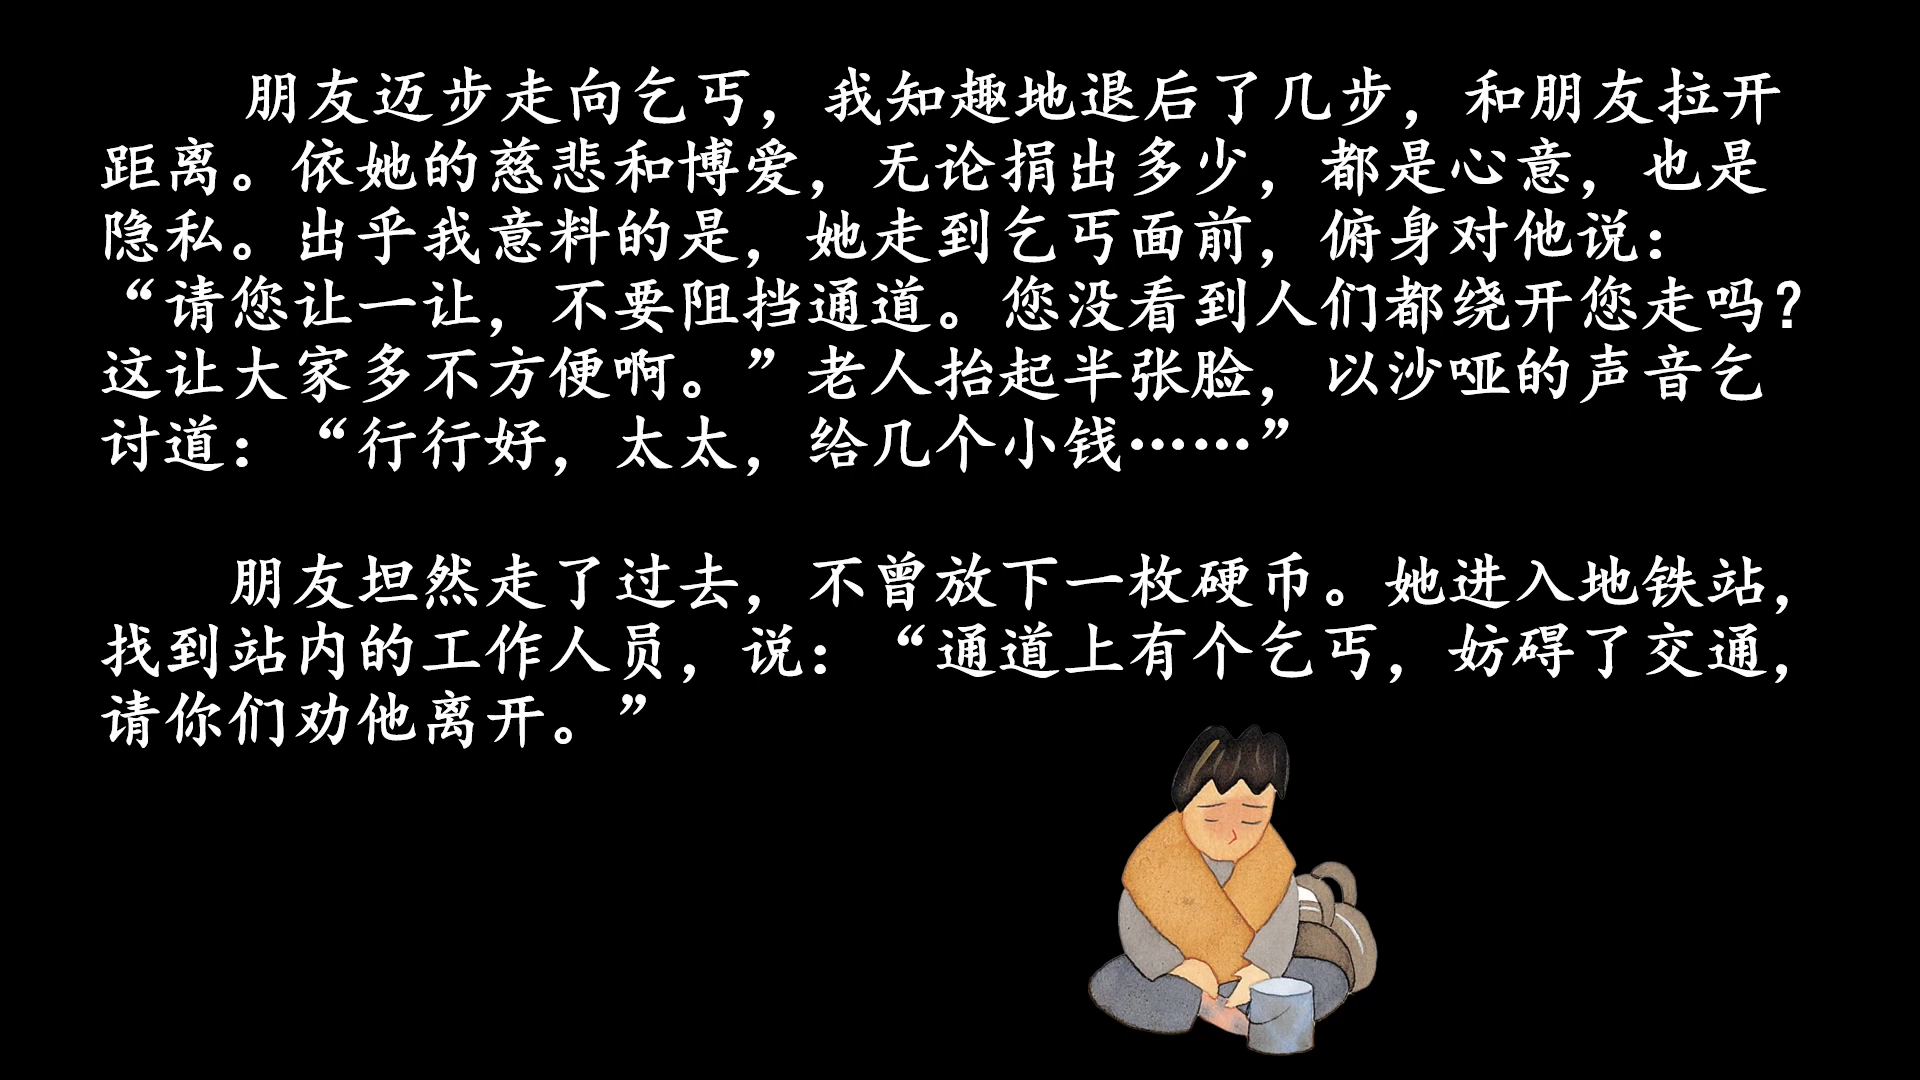 朋友迈步走向乞丐，我知趣地退后了几步，和朋友拉开
距离。依她的慈悲和博爱，无论捐出多少，都是心意，也是
隐私。出乎我意料的是，她走到乞丐面前，俯身对他说：
“请您让一让，不要阻挡通道。您没看到人们都绕开您走吗？
这让大家多不方便啊。”老人抬起半张脸，以沙哑的声音乞
讨道：“行行好，太太，给几个小钱……”
朋友坦然走了过去，不曾放下一枚硬币。她进入地铁站，
找到站内的工作人员，说：“通道上有个乞丐，妨碍了交通，
请你们劝他离开。”